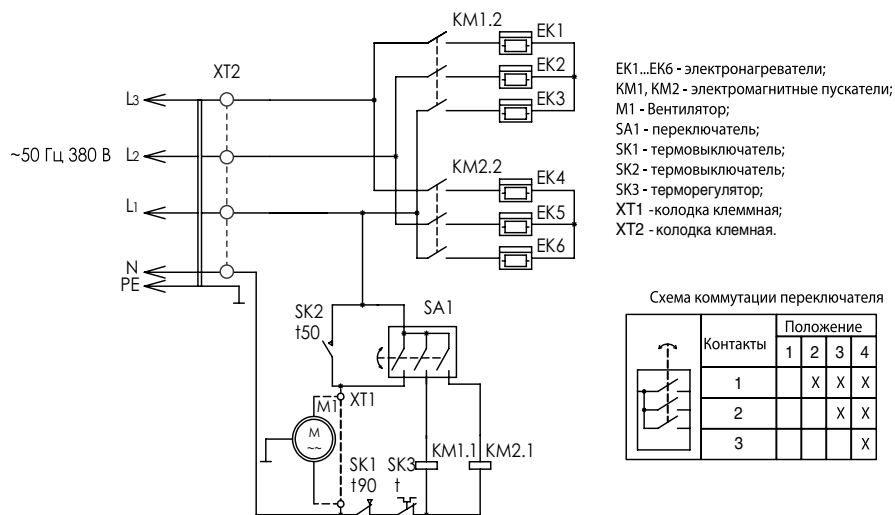 KM1.2
EK1
EK2
EK3
XT2
L3
~50 Гц 380 В L2
L1
N
PE
KM2.2
EK4
EK5
EK6
SK2
t50
SA1
M1
XT1
M
~~
KM1.1
KM2.1
SK1
t90
SK3
t
EK1...EK6 - электронагреватели;
KM1, KM2 - электромагнитные пускатели;
M1 - Вентилятор;
SA1 - переключатель;
SK1 - термовыключатель;
SK2 - термовыключатель;
SK3 - терморегулятор;
XT1 -колодка клеммная;
XT2 - колодка клемная.
Схема коммутации переключателя
Контакты
Положение
1 2 3 4
1 X X X
2 X X
3 X